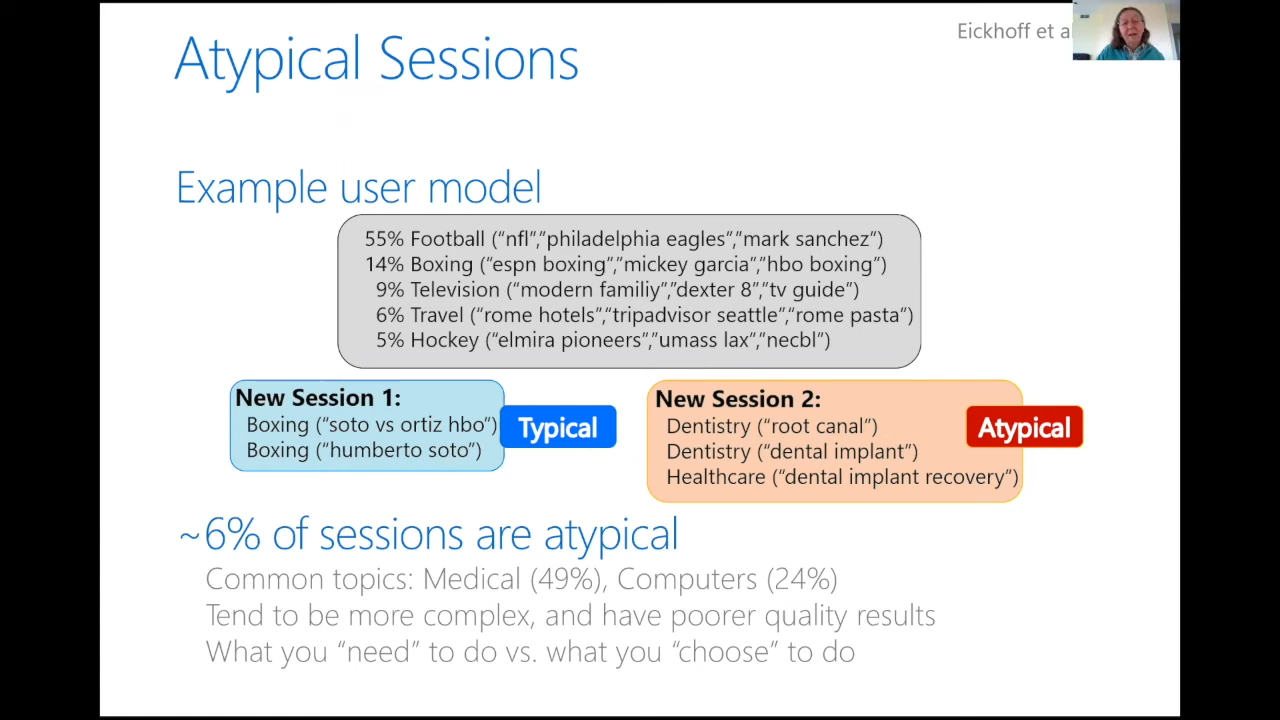 Atypical Sessions
Eickhoff et
Example user model
55% Football (“nfl”,“philadelphia eagles”,”mark sanchez”)
14% Boxing (“espn boxing”,”mickey garcia”,”hbo boxing”)
9% Television (“modern familiy”,”dexter 8”,”tv guide”)
6% Travel (“rome hotels”,“tripadvisor seattle”,“rome pasta”)
5% Hockey (“elmira pioneers”,”umass lax”,”necbl”)
New Session 1:
Boxing (“soto vs ortiz hbo”)
Boxing (“humberto soto”)
Typical
New Session 2:
Dentistry (“root canal”)
Dentistry (“dental implant”)
Healthcare (“dental implant recovery”)
Atypical
~6% of sessions are atypical
Common topics: Medical (49%), Computers (24%)
Tend to be more complex, and have poorer quality results
What you “need” to do vs. what you “choose” to do